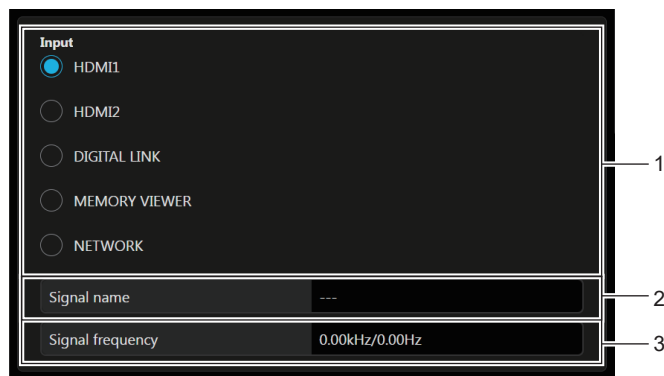 Input
HDMI1
HDMI2
DIGITAL LINK
MEMORY VIEWER
NETWORK
1
Signal name ---
2
Signal frequency 0.00kHz/0.00Hz
3